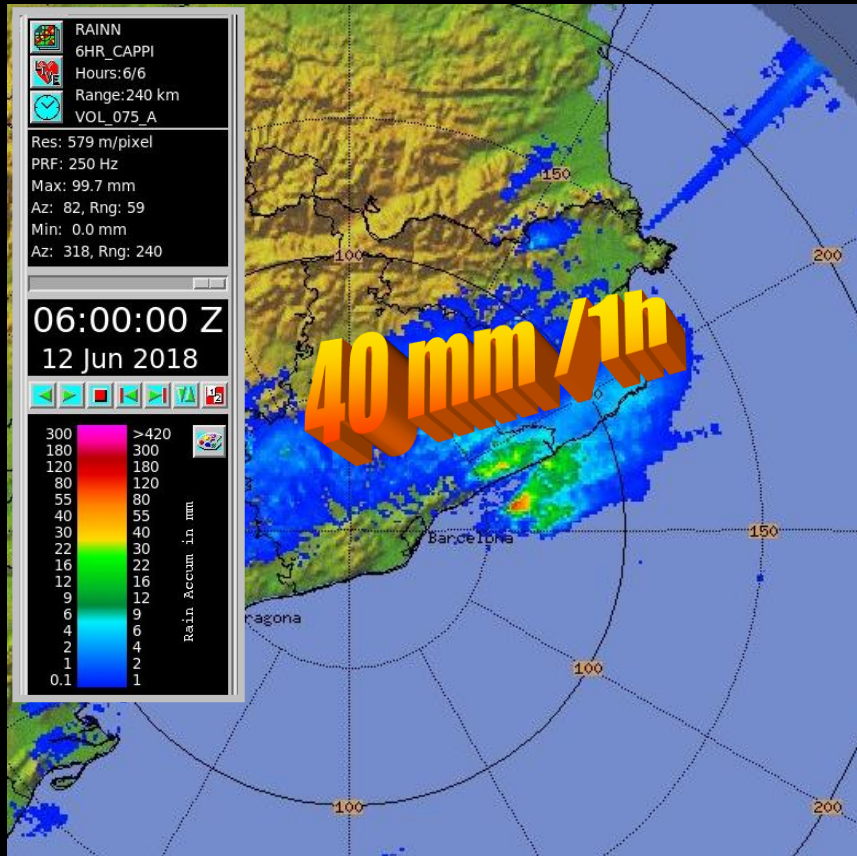 RAINN
6HR_CAPPI
Hours:6/6
Range:240 km
VOL_075_A
Res: 579 m/pixel
PRF: 250 Hz
Max: 99.7 mm
Az: 82, Rng: 59
Min: 0.0 mm
Az: 318, Rng: 240
06:00:00 Z
12 Jun 2018
300 >420
180 300
120 180
80 120
55 80
40 55
30 40
22 30
16 22
12 16
9 12
6 9
4 6
2 4
1 2
0.1 1
Rain Accum in mm
150
200
100
40 mm /1h
Barcelona
150
ragona
100
100
200